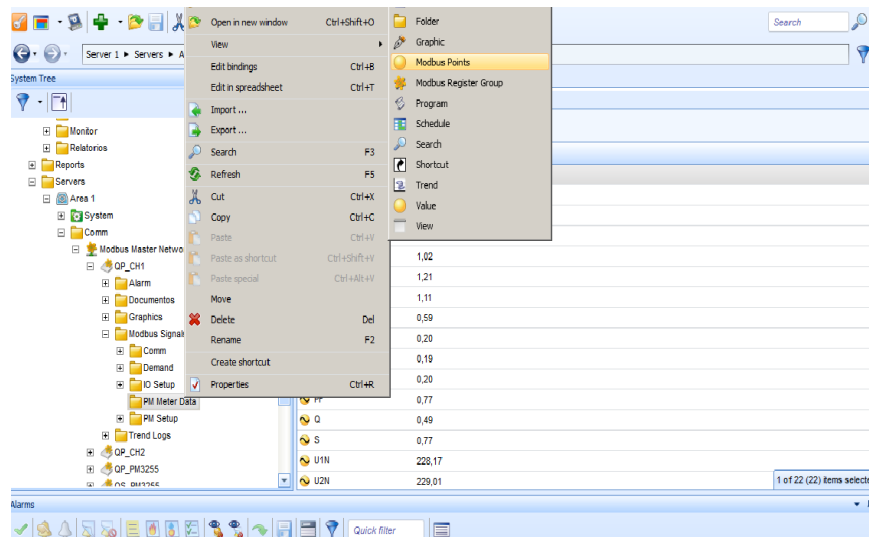 Search
Server 1 ▸ Servers ▸ A
System Tree
Monitor
Relatorios
Reports
Servers
Area 1
System
Comm
Modbus Master Netwo
QP_CH1
Alarm
Documentos
Graphics
Modbus Signal
Comm
Demand
IO Setup
PM Meter Data
PM Setup
Trend Logs
QP_CH2
QP_PM3255
QS_PM3255
Open in new window Ctrl+Shift+O
View
Edit bindings Ctrl+B
Edit in spreadsheet Ctrl+T
Import ...
Export ...
Search F3
Refresh F5
Cut Ctrl+X
Copy Ctrl+C
Paste Ctrl+V
Paste as shortcut Ctrl+Shift+V
Paste special Ctrl+Alt+V
Move
Delete Del
Rename F2
Create shortcut
Properties Ctrl+R
Folder
Graphic
Modbus Points
Modbus Register Group
Program
Schedule
Search
Shortcut
Trend
Value
View
1,02
1,21
1,11
0,59
0,20
0,19
0,20
PF 0,77
Q 0,49
S 0,77
U1N 228,17
U2N 229,01
1 of 22 (22) items selecte
Alarms
Quick filter